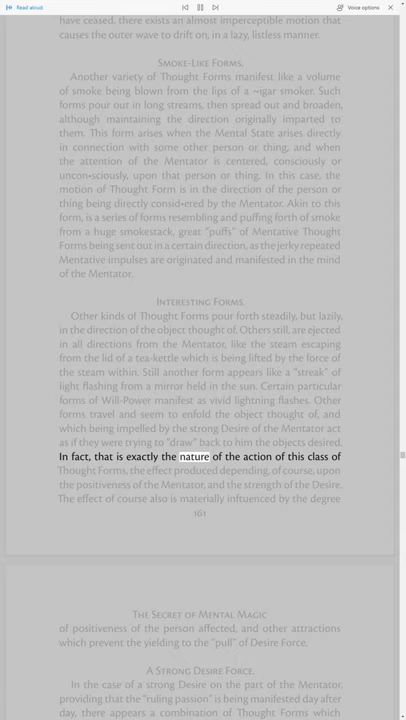 Read aloud
Voice options
have ceased, there exists an almost imperceptible motion that
causes the outer wave to drift on, in a lazy, listless manner.
SMOKE-LIKE FORMS.
Another variety of Thought Forms manifest like a volume
of smoke being blown from the lips of a ~igar smoker. Such
forms pour out in long streams, then spread out and broaden,
although maintaining the direction originally imparted to
them. This form arises when the Mental State arises directly
in connection with some other person or thing, and when
the attention of the Mentator is centered, consciously or
uncon•sciously, upon that person or thing. In this case, the
motion of Thought Form is in the direction of the person or
thing being directly consid•ered by the Mentator. Akin to this
form, is a series of forms resembling and puffing forth of smoke
from a huge smokestack, great "puffs" of Mentative Thought
Forms being sent out in a certain direction, as the jerky repeated
Mentative impulses are originated and manifested in the mind
of the Mentator.
INTERESTING FORMS.
Other kinds of Thought Forms pour forth steadily, but lazily,
in the direction of the object thought of. Others still, are ejected
in all directions from the Mentator, like the steam escaping
from the lid of a tea-kettle which is being lifted by the force of
the steam within. Still another form appears like a "streak" of
light flashing from a mirror held in the sun. Certain particular
forms of Will-Power manifest as vivid lightning flashes. Other
forms travel and seem to enfold the object thought of, and
which being impelled by the strong Desire of the Mentator act
as if they were trying to "draw" back to him the objects desired.
In fact, that is exactly the nature of the action of this class of
Thought Forms, the effect produced depending, of course, upon
the positiveness of the Mentator, and the strength of the Desire.
The effect of course also is materially influenced by the degree
161
THE SECRET OF MENTAL MAGIC
of positiveness of the person affected, and other attractions
which prevent the yielding to the "pull" of Desire Force.
A STRONG DESIRE FORCE.
In the case of a strong Desire on the part of the Mentator,
providing that the "ruling passion" is being manifested day after
day, there appears a combination of Thought Forms which